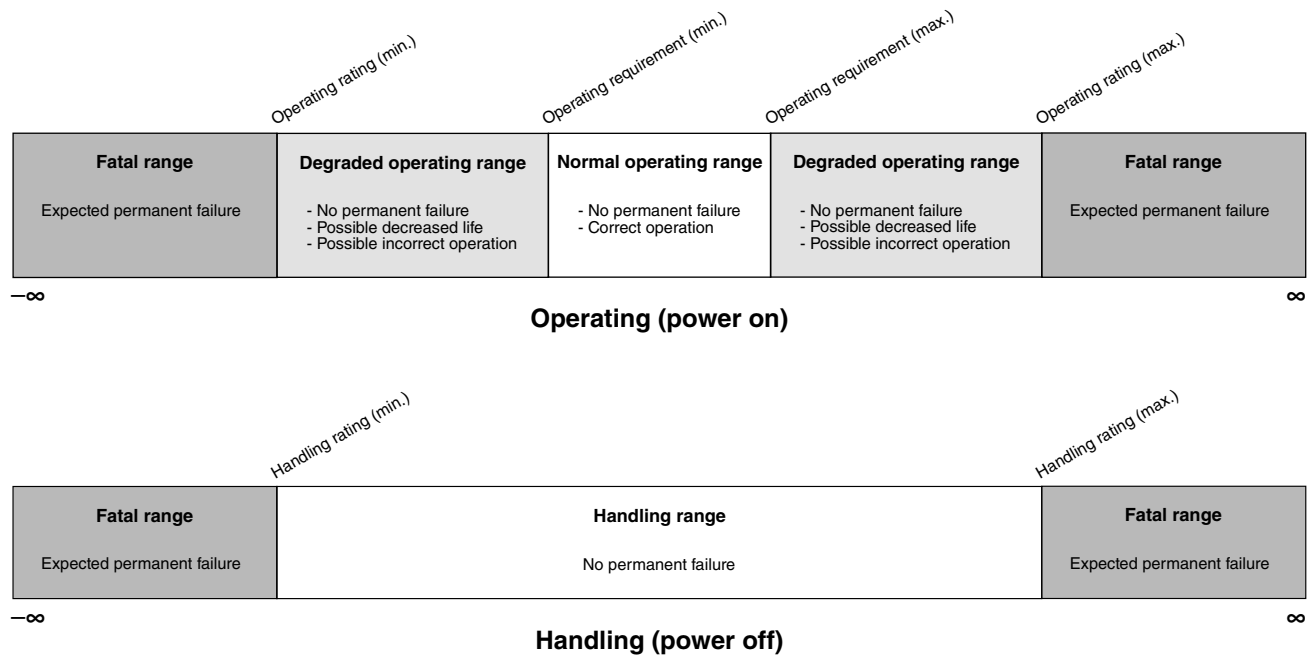 Operating rating (min.)
Operating requirement (min.)
Operating requirement (max.)
Operating rating (max.)
Fatal range
Expected permanent failure
Degraded operating range
- No permanent failure
- Possible decreased life
- Possible incorrect operation
Normal operating range
- No permanent failure
- Correct operation
Degraded operating range
- No permanent failure
- Possible decreased life
- Possible incorrect operation
Fatal range
Expected permanent failure
–∞
∞
Operating (power on)
Handling rating (min.)
Handling rating (max.)
Fatal range
Expected permanent failure
Handling range
No permanent failure
Fatal range
Expected permanent failure
–∞
∞
Handling (power off)